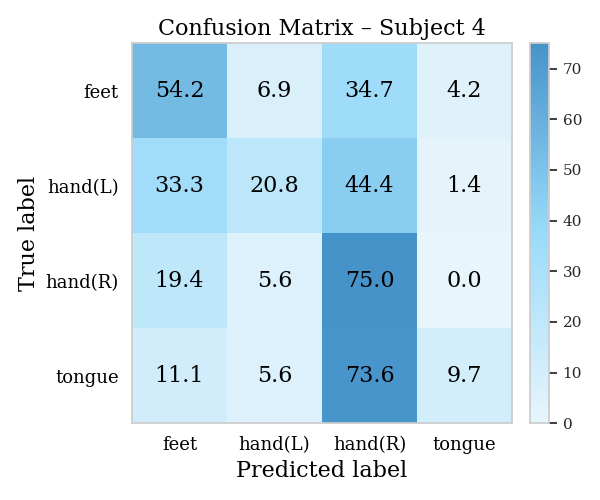 Confusion Matrix – Subject 4
True label
feet 54.2 6.9 34.7 4.2
hand(L) 33.3 20.8 44.4 1.4
hand(R) 19.4 5.6 75.0 0.0
tongue 11.1 5.6 73.6 9.7
feet hand(L) hand(R) tongue
Predicted label
70
60
50
40
30
20
10
0